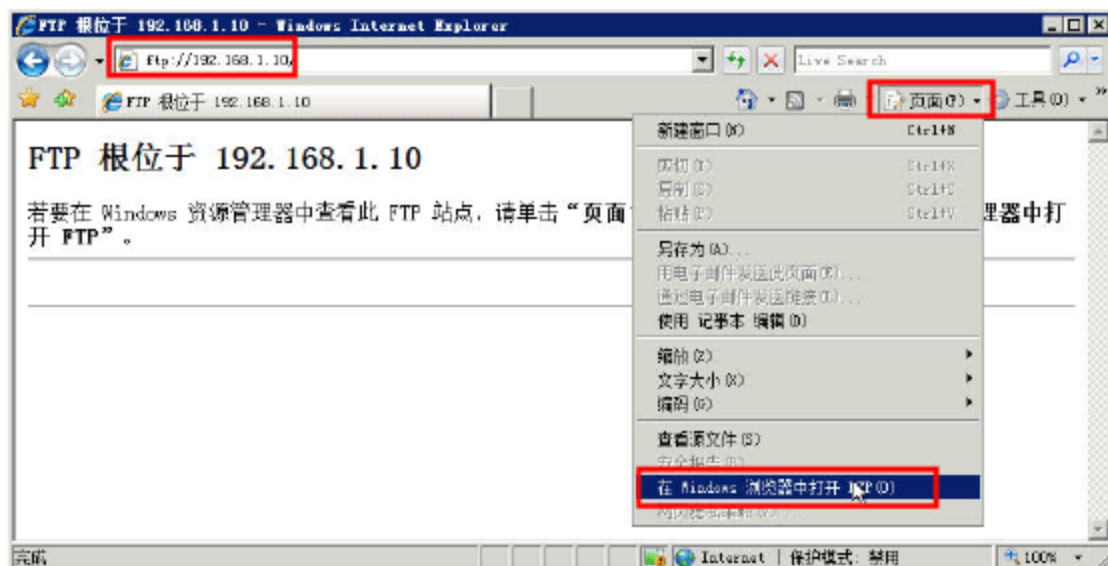 FTP 根位于 192.168.1.10 - Windows Internet Explorer
ftp://192.168.1.10/
Live Search
FTP 根位于 192.168.1.10
页面(P)
工具(O)
FTP 根位于 192.168.1.10
若要在 Windows 资源管理器中查看此 FTP 站点，请单击“页面
理器中打
开 FTP”。
新建窗口(N) Ctrl+N
剪切(T) Ctrl+X
复制(C) Ctrl+C
粘贴(P) Ctrl+V
另存为(A)...
用电子邮件发送此页面(E)...
通过电子邮件发送链接(L)...
使用 记事本 编辑(D)
缩放(Z)
文字大小(X)
编码(G)
查看源文件(S)
安全报告(R)
在 Windows 浏览器中打开 FTP(O)
完成
Internet | 保护模式: 禁用
100%